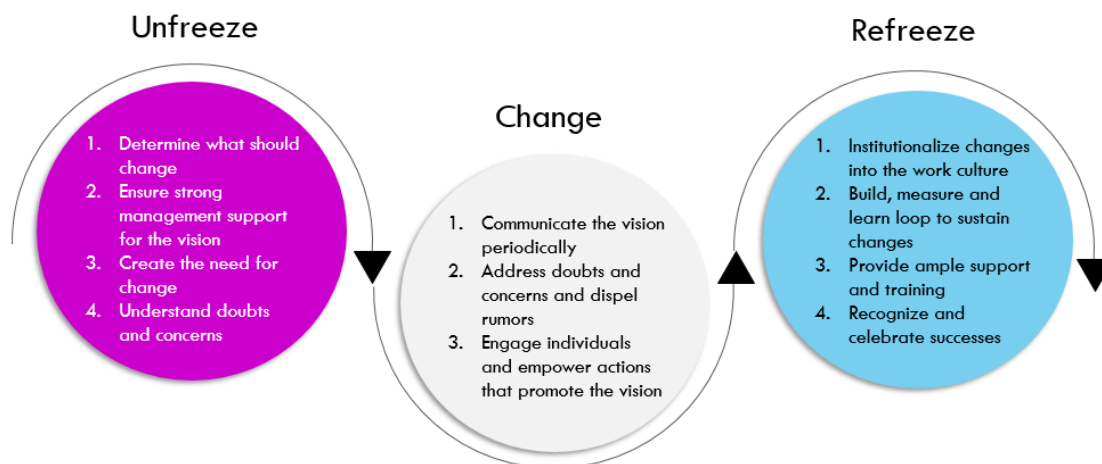 Unfreeze
1. Determine what should
change
2. Ensure strong
management support
for the vision
3. Create the need for
change
4. Understand doubts
and concerns
Change
1. Communicate the vision
periodically
2. Address doubts and
concerns and dispel
rumors
3. Engage individuals
and empower actions
that promote the vision
Refreeze
1. Institutionalize changes
into the work culture
2. Build, measure and
learn loop to sustain
changes
3. Provide ample support
and training
4. Recognize and
celebrate successes